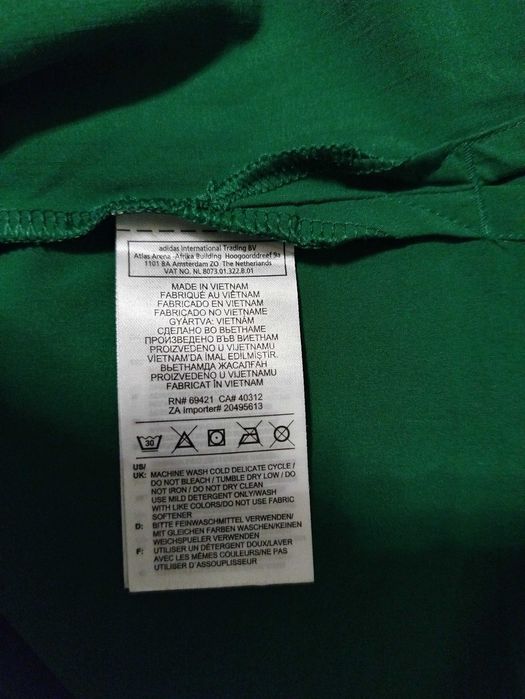 adidas International Trading BV
Atlas Arena -Afrika Building Hoogoorddreef 9a
1101 BA Amsterdam ZO The Netherlands
VAT NO. NL 8073.01.322.B.01
MADE IN VIETNAM
FABRIQUÉ AU VIÊTNAM
FABRICADO EN VIETNAM
FABRICADO NO VIETNAME
GYÁRTVA: VIETNÁM
СДЕЛАНО ВО ВЬЕТНАМЕ
ПРОИЗВЕДЕНО ВЪВ ВИЕТНАМ
PROIZVEDENO U VIJETNAMU
VİETNAM'DA İMAL EDİLMİŞTİR.
ВЬЕТНАМДА ЖАСАЛҒАН
PROIZVEDENO U VIJETNAMU
FABRICAT ÎN VIETNAM
RN# 69421 CA# 40312
ZA Importer# 20495613
30
US/
UK: MACHINE WASH COLD DELICATE CYCLE /
DO NOT BLEACH / TUMBLE DRY LOW / DO
NOT IRON / DO NOT DRY CLEAN
USE MILD DETERGENT ONLY/WASH
WITH LIKE COLORS/DO NOT USE FABRIC
SOFTENER
D: BITTE FEINWASCHMITTEL VERWENDEN/
MIT GLEICHEN FARBEN WASCHEN/KEINEN
WEICHSPUELER VERWENDEN
F: UTILISER UN DÉTERGENT DOUX/LAVER
AVEC LES MÊMES COULEURS/NE PAS
UTILISER D'ASSOUPLISSEUR